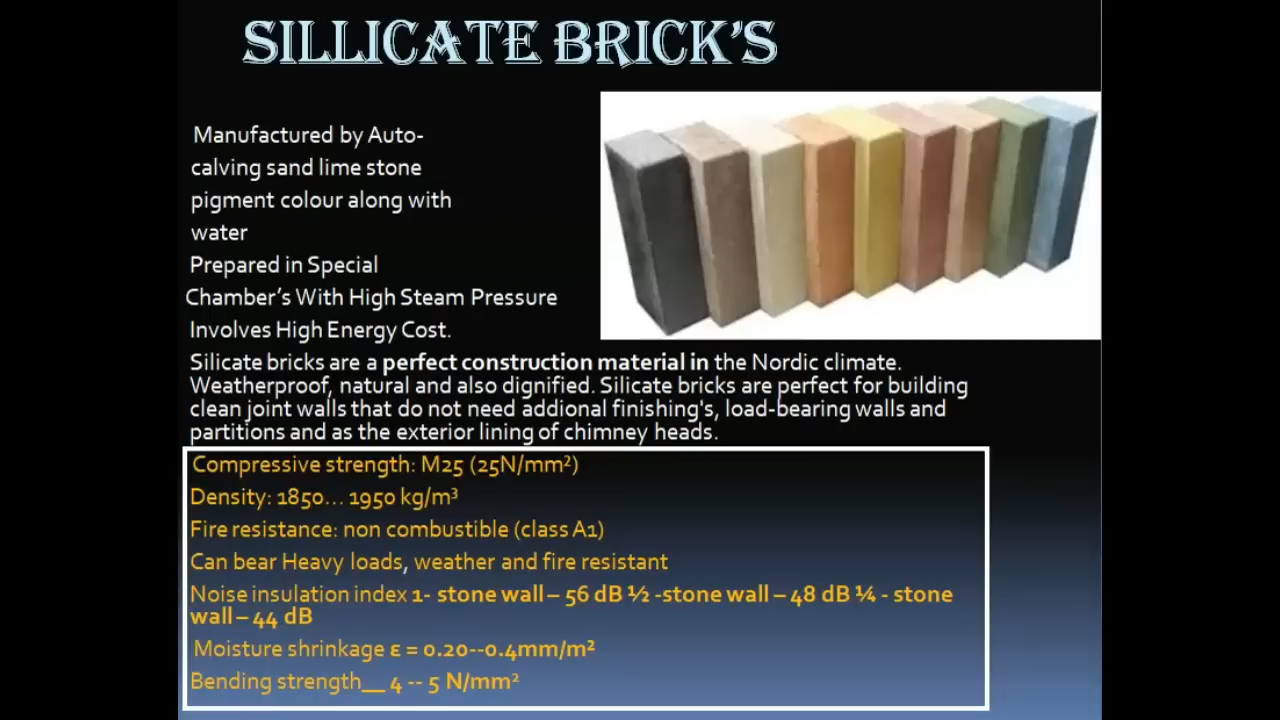 SILLICATE BRICK'S
Manufactured by Auto-
calving sand lime stone
pigment colour along with
water
Prepared in Special
Chamber's With High Steam Pressure
Involves High Energy Cost.
Silicate bricks are a perfect construction material in the Nordic climate.
Weatherproof, natural and also dignified. Silicate bricks are perfect for building
clean joint walls that do not need addional finishing's, load-bearing walls and
partitions and as the exterior lining of chimney heads.
Compressive strength: M25 (25N/mm²)
Density: 1850... 1950 kg/m³
Fire resistance: non combustible (class A1)
Can bear Heavy loads, weather and fire resistant
Noise insulation index 1- stone wall – 56 dB ½ -stone wall – 48 dB ¼ - stone
wall – 44 dB
Moisture shrinkage ε = 0.20--0.4mm/m²
Bending strength__ 4 -- 5 N/mm²